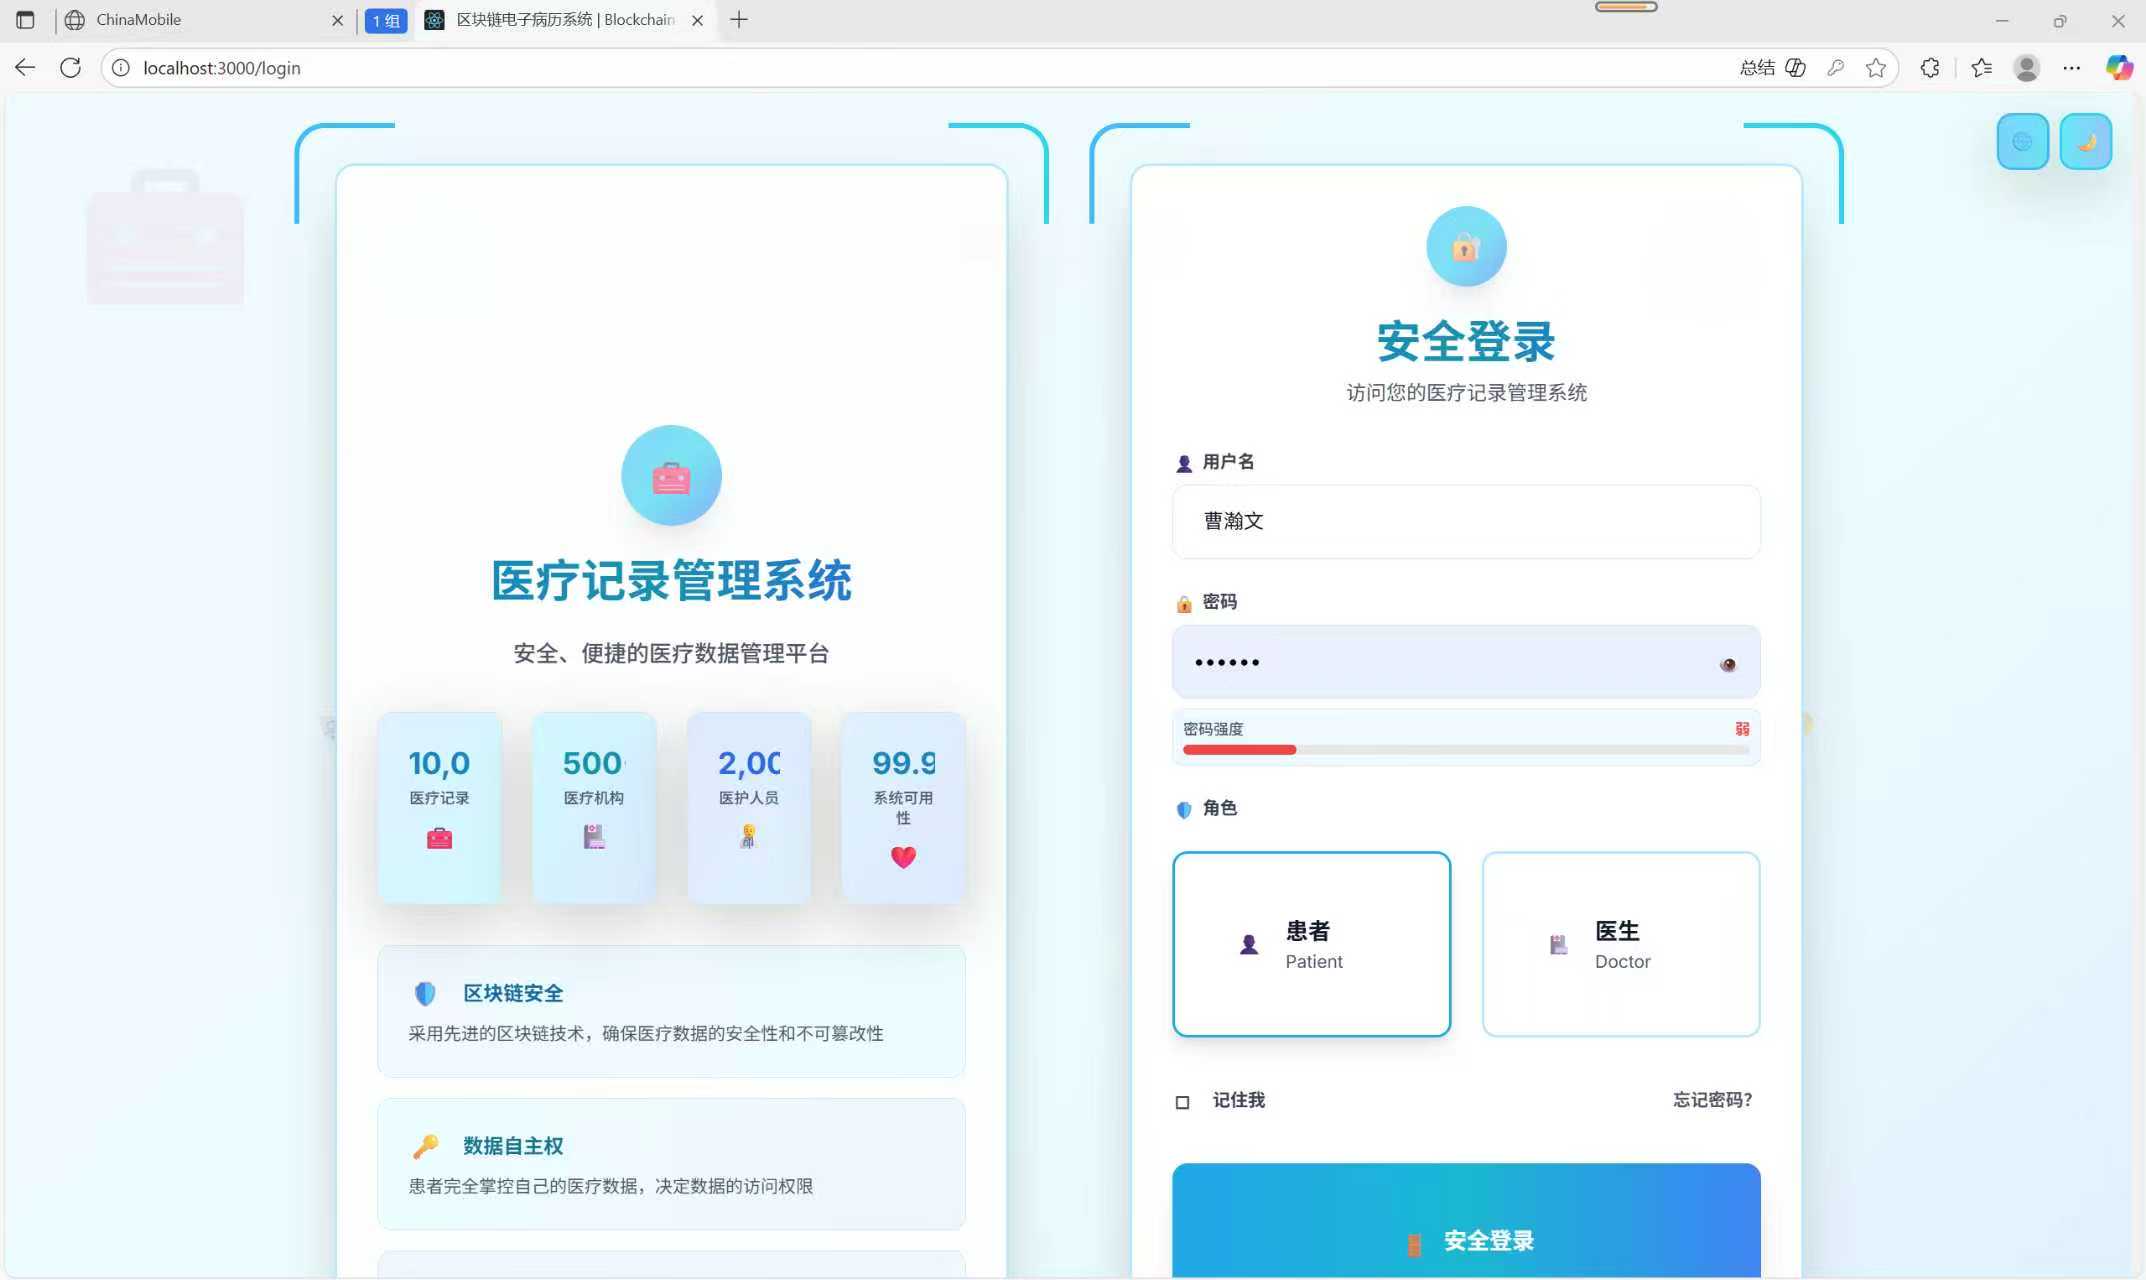 ChinaMobile
1 组
区块链电子病历系统 | Blockchain
localhost:3000/login
总结
医疗记录管理系统
安全、便捷的医疗数据管理平台
10,0
医疗记录
500
医疗机构
2,00
医护人员
99.9
系统可用
性
区块链安全
采用先进的区块链技术，确保医疗数据的安全性和不可篡改性
数据自主权
患者完全掌控自己的医疗数据，决定数据的访问权限
安全登录
访问您的医疗记录管理系统
用户名
曹瀚文
密码
••••••
密码强度
弱
角色
患者
Patient
医生
Doctor
记住我
忘记密码？
安全登录